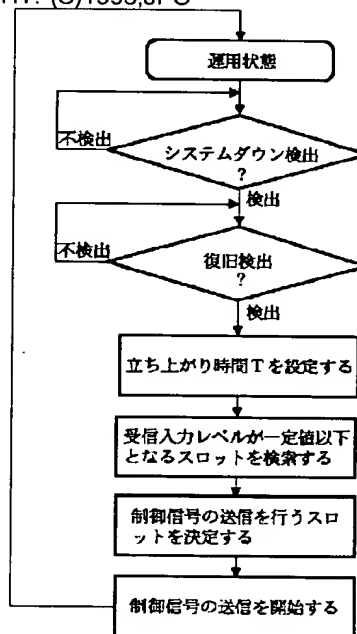 (C)1993,JPO
運用状態
不検出
システムダウン検出
?
検出
不検出
復旧検出
?
検出
立ち上がり時間Tを設定する
受信入力レベルが一定値以下
となるスロットを検索する
制御信号の送信を行うスロ
ットを決定する
制御信号の送信を開始する